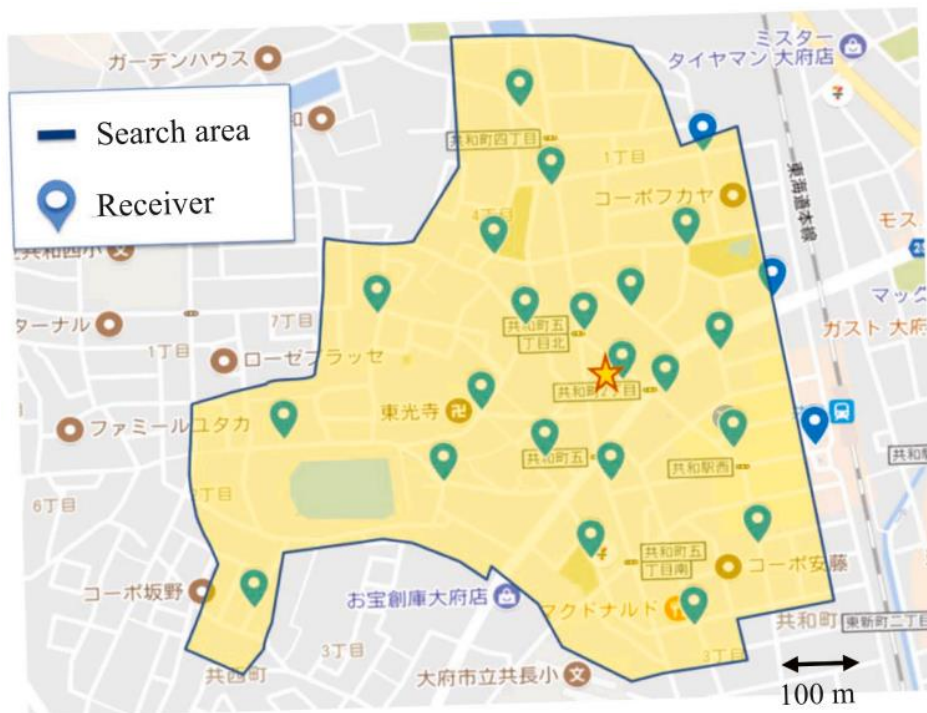 ガーデンハウス
ミスター
タイヤマン 大府店
Search area
Receiver
和
共和町四丁目
1丁目
コーポフカヤ
東海道本線
モス
4丁目
共和西小
マック
ターナル
7丁目
共和町五
丁目北
ガスト 大府
1丁目
ローゼプラッセ
共和町2丁目
東光寺
ファミールユタカ
共和町五
共和駅西
6丁目
2丁目
共和町五
丁目南
コーポ安藤
コーポ坂野
お宝創庫大府店
マクドナルド
共和町
東新町二丁目
3丁目
3丁目
共西町
大府市立共長小
100 m